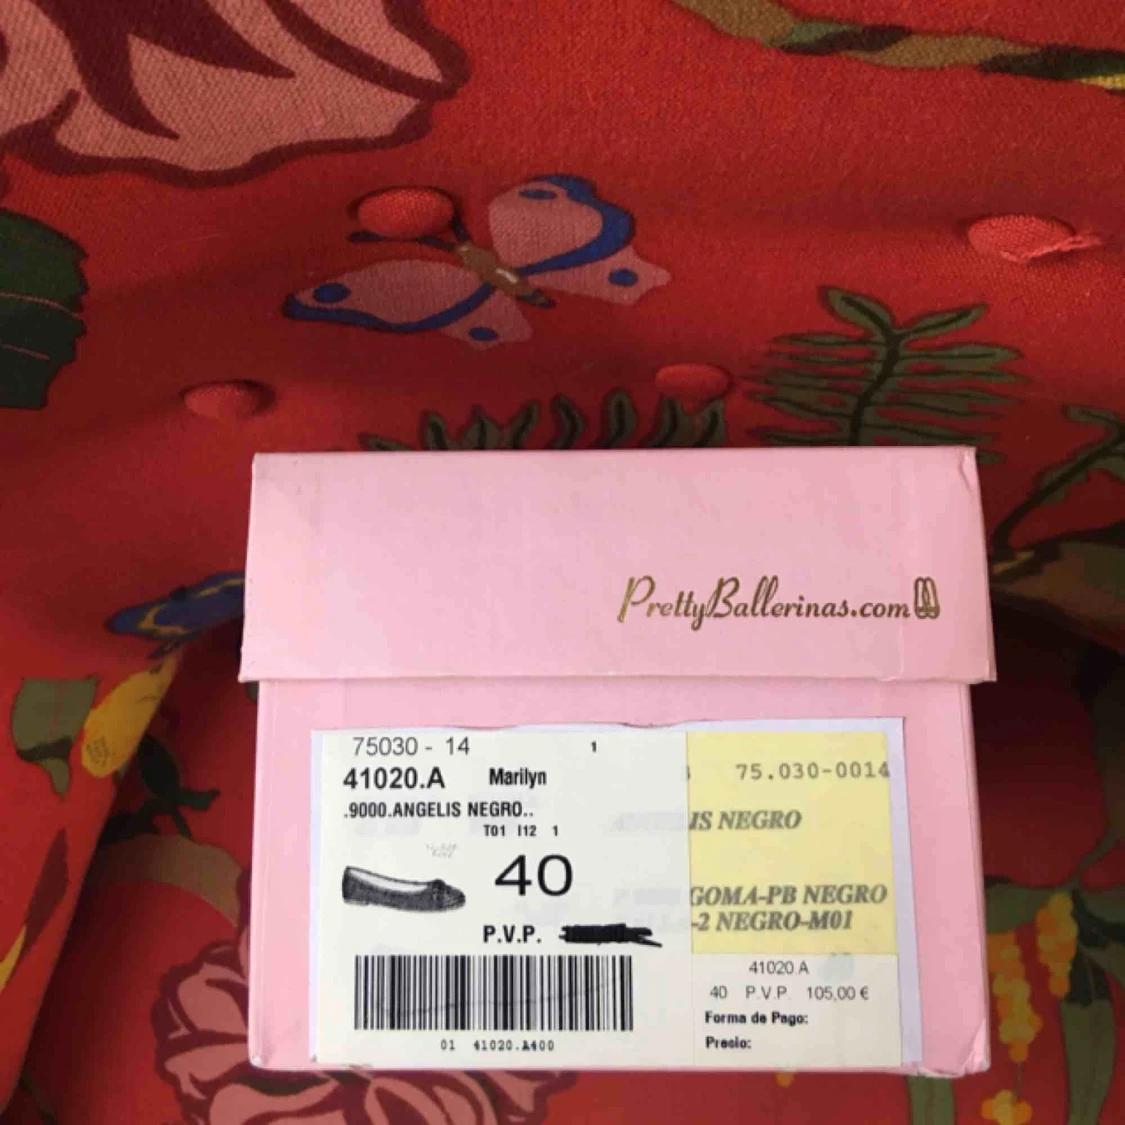 PrettyBallerinas.com
75030 - 14 1
41020.A Marilyn
.9000.ANGELIS NEGRO..
T01 I12 1
40
P.V.P.
01 41020.A400
75.030-0014
IS NEGRO
GOMA-PB NEGRO
-2 NEGRO-M01
41020.A
40 P.V.P. 105,00 €
Forma de Pago:
Precio: